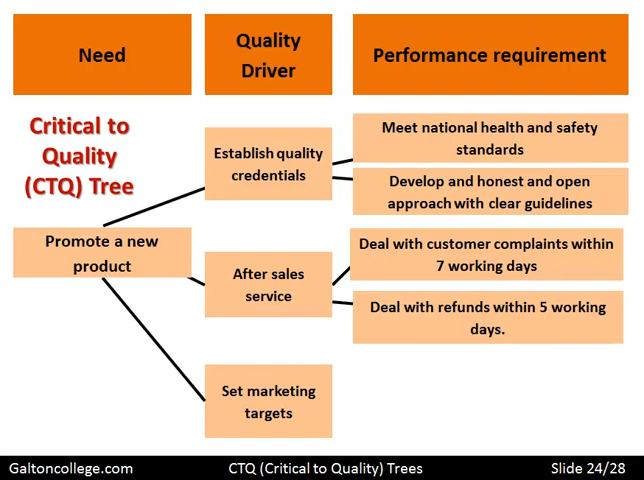 Need
Quality
Driver
Performance requirement
Critical to
Quality
(CTQ) Tree
Establish quality
credentials
Meet national health and safety
standards
Develop and honest and open
approach with clear guidelines
Promote a new
product
After sales
service
Deal with customer complaints within
7 working days
Deal with refunds within 5 working
days.
Set marketing
targets
Galtoncollege.com
CTQ (Critical to Quality) Trees
Slide 24/28